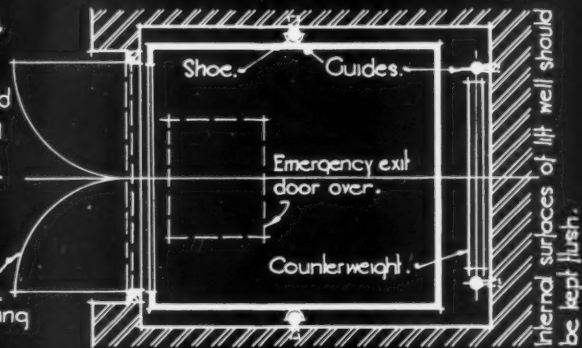 Shoe.
Guides.
Emergency exit
door over.
Counterweight.
Internal surfaces of lift well should
be kept flush.